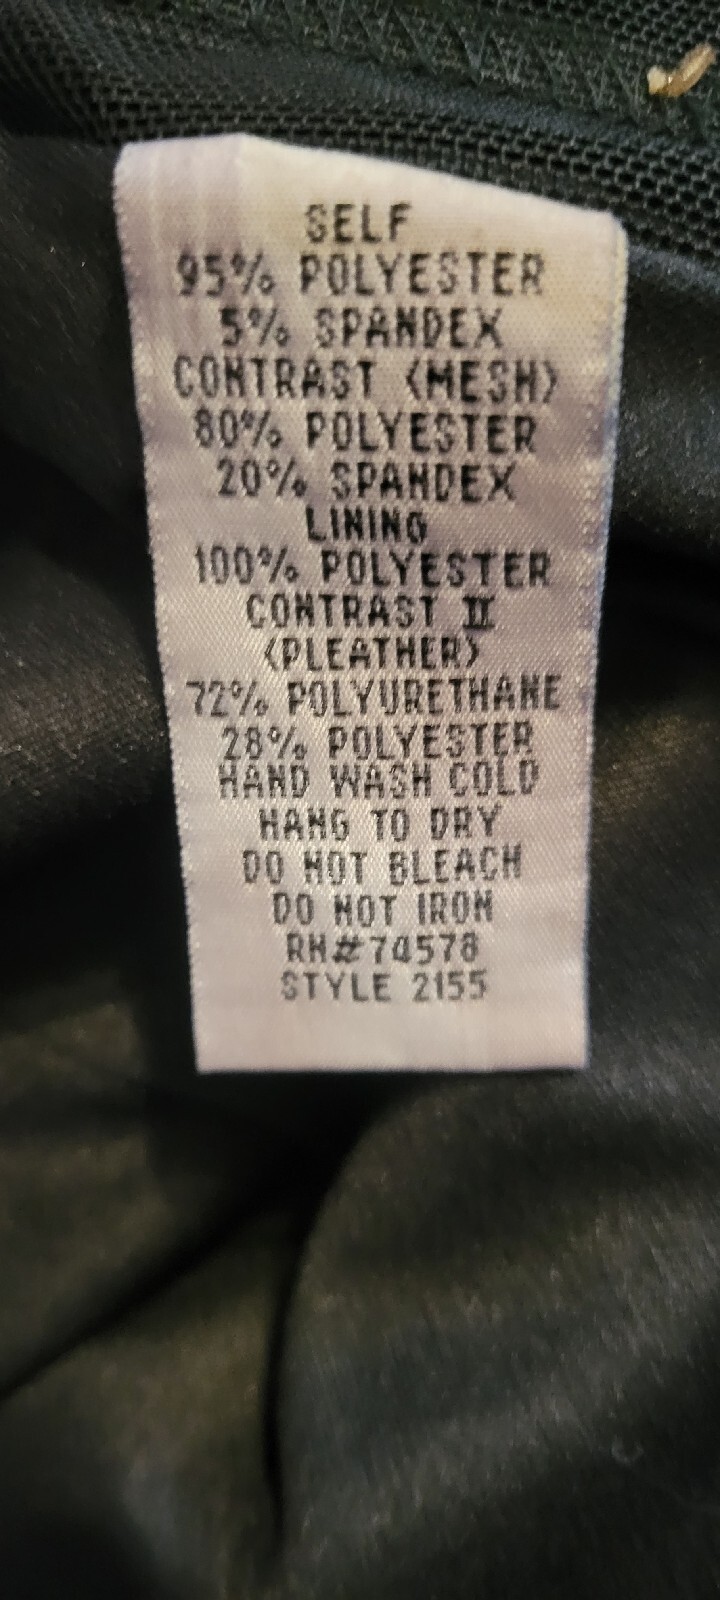 SELF
95% POLYESTER
5% SPANDEX
CONTRAST (MESH)
80% POLYESTER
20% SPANDEX
LINING
100% POLYESTER
CONTRAST II
(PLEATHER)
72% POLYURETHANE
28% POLYESTER
HAND WASH COLD
HANG TO DRY
DO NOT BLEACH
DO NOT IRON
RN#74578
STYLE 2155